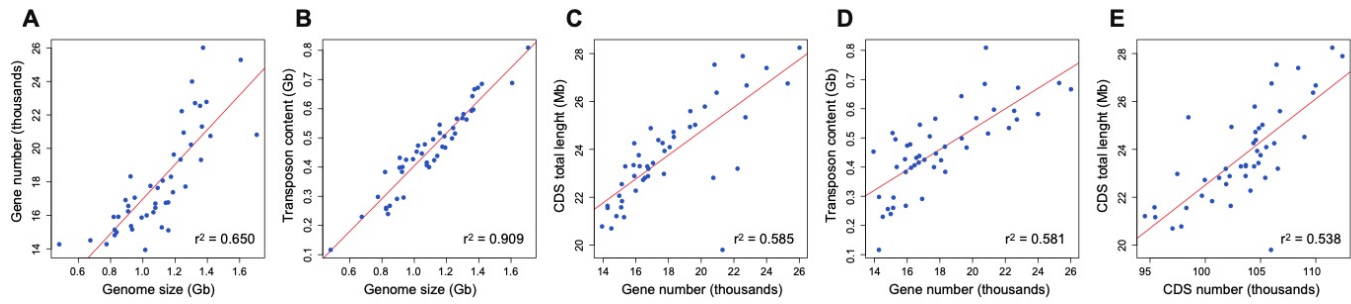 A
Gene number (thousands)
26
24
22
20
18
16
14
0.6 0.8 1.0 1.2 1.4 1.6
Genome size (Gb)
r² = 0.650
B
Transposon content (Gb)
0.8
0.7
0.6
0.5
0.4
0.3
0.2
0.1
0.6 0.8 1.0 1.2 1.4 1.6
Genome size (Gb)
r² = 0.909
C
CDS total lenght (Mb)
28
26
24
22
20
14 16 18 20 22 24 26
Gene number (thousands)
r² = 0.585
D
Transposon content (Gb)
0.8
0.7
0.6
0.5
0.4
0.3
0.2
0.1
14 16 18 20 22 24 26
Gene number (thousands)
r² = 0.581
E
CDS total lenght (Mb)
28
26
24
22
20
95 100 105 110
CDS number (thousands)
r² = 0.538